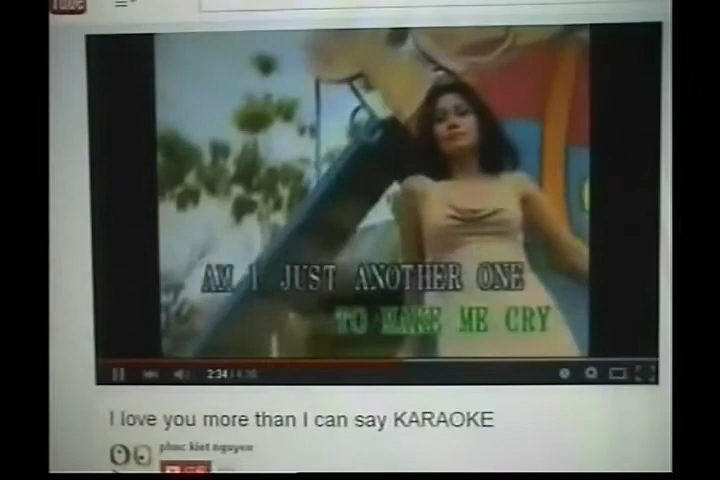 Tube
AM I JUST ANOTHER ONE
TO MAKE ME CRY
2:34
I love you more than I can say KARAOKE
phuc kiet nguyen